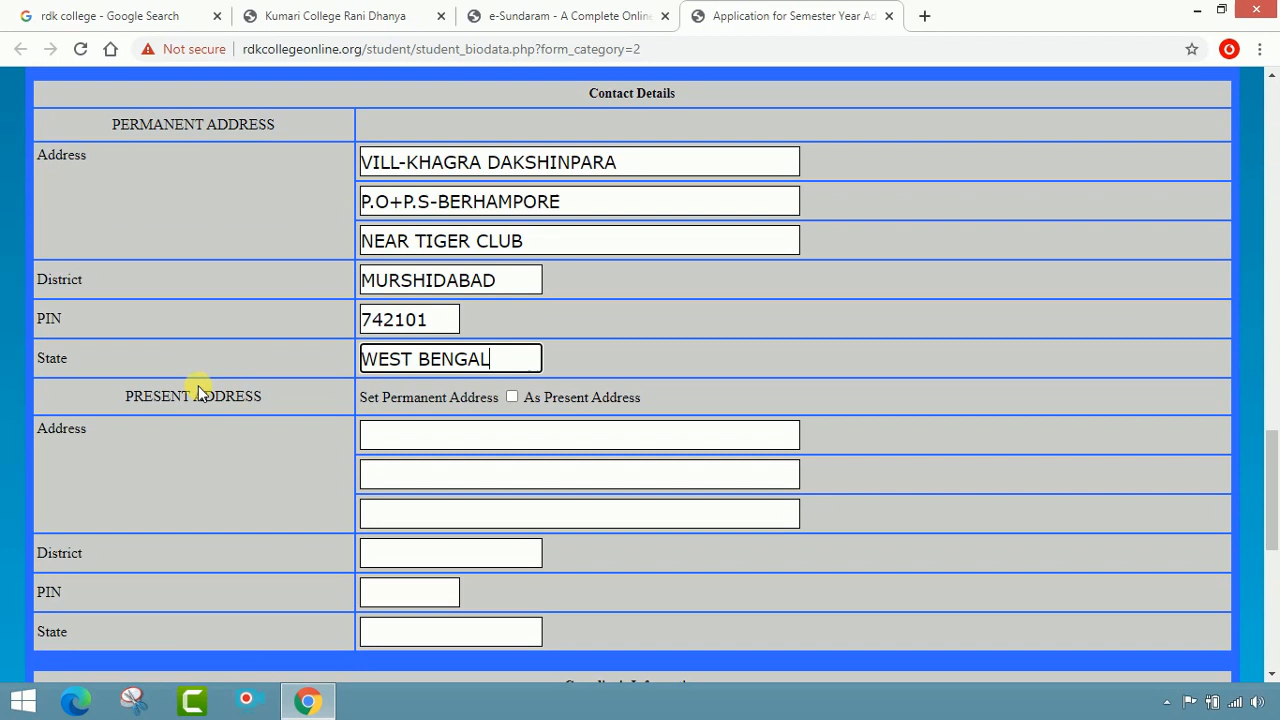 rdk college - Google Search
Kumari College Rani Dhanya
e-Sundaram - A Complete Online
Application for Semester Year Ad
Not secure
rdkcollegeonline.org/student/student_biodata.php?form_category=2
Contact Details
PERMANENT ADDRESS
Address
VILL-KHAGRA DAKSHINPARA
P.O+P.S-BERHAMPORE
NEAR TIGER CLUB
District
MURSHIDABAD
PIN
742101
State
WEST BENGAL
PRESENT ADDRESS
Set Permanent Address As Present Address
Address
District
PIN
State